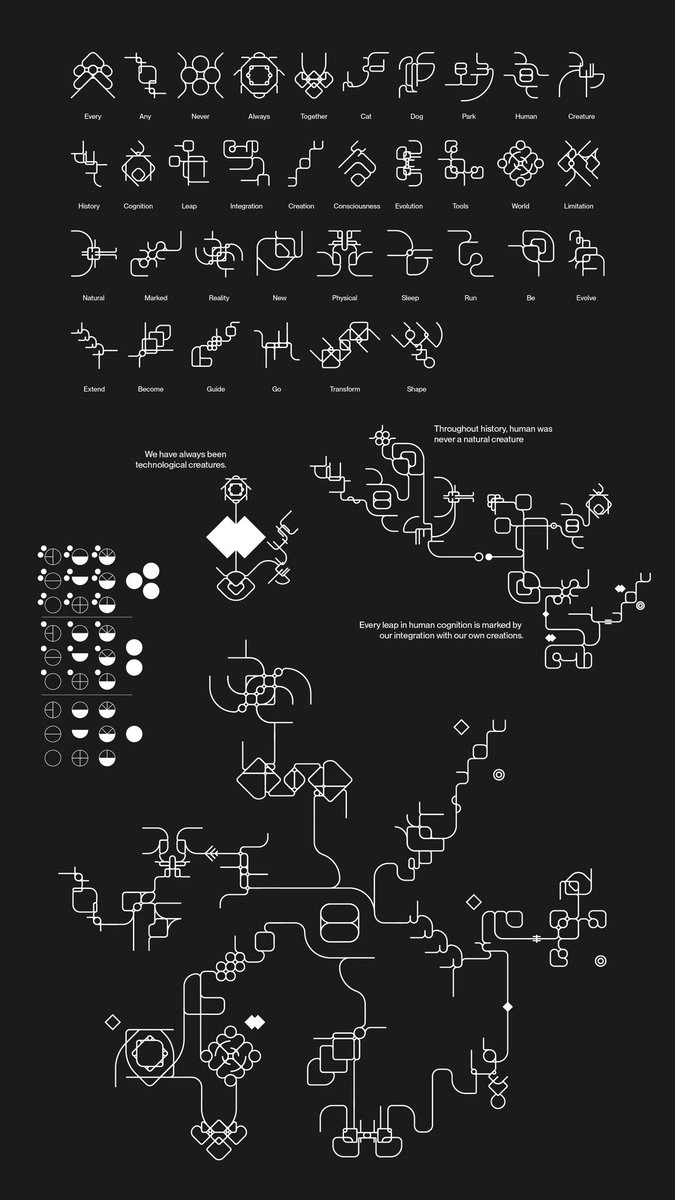 Every Any Never Always Together Cat Dog Park Human Creature
History Cognition Leap Integration Creation Consciousness Evolution Tools World Limitation
Natural Marked Reality New Physical Sleep Run Be Evolve
Extend Become Guide Go Transform Shape
Throughout history, human was
never a natural creature
We have always been
technological creatures.
Every leap in human cognition is marked by
our integration with our own creations.